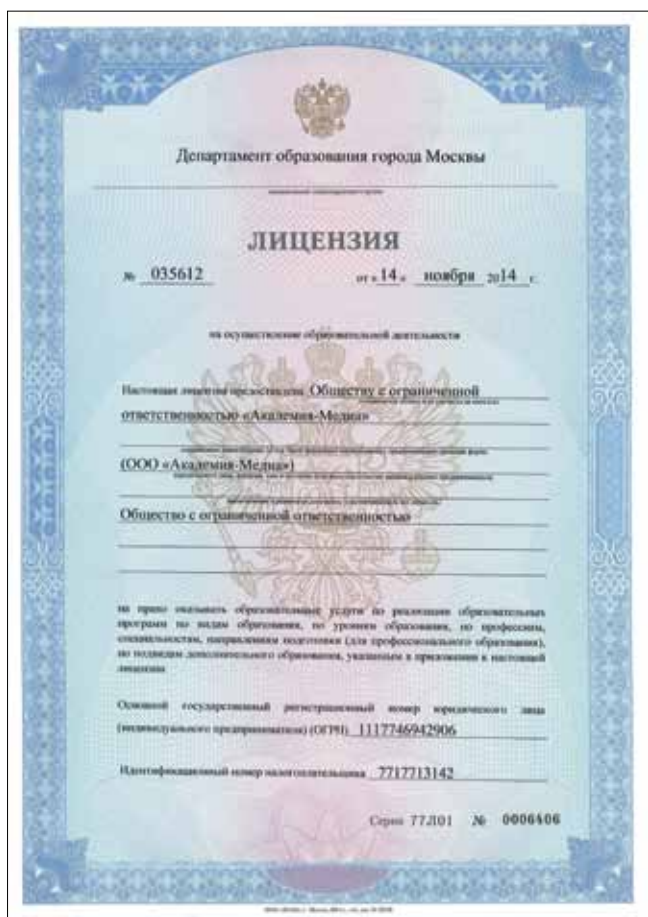 Департамент образования города Москвы
ЛИЦЕНЗИЯ
№ 035612 от « 14 » ноября 2014 г.
на осуществление образовательной деятельности
Настоящая лицензия предоставлена Обществу с ограниченной
ответственностью «Академия-Медиа»
(ООО «Академия-Медиа»)
Общество с ограниченной ответственностью
на право оказывать образовательные услуги по реализации образовательных
программ по видам образования, по уровням образования, по профессиям,
специальностям, направлениям подготовки (для профессионального образования),
по подвидам дополнительного образования, указанным в приложении к настоящей
лицензии
Основной государственный регистрационный номер юридического лица
(индивидуального предпринимателя) (ОГРН) 1117746942906
Идентификационный номер налогоплательщика 7717713142
Серия 77Л01 № 0006406